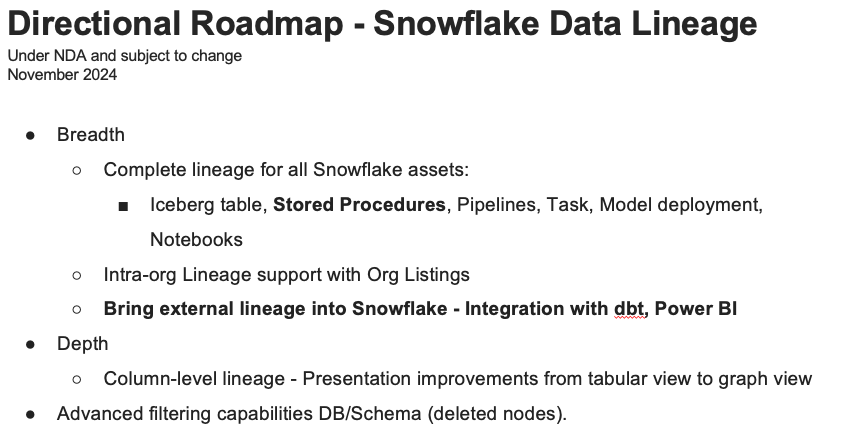 Directional Roadmap - Snowflake Data Lineage
Under NDA and subject to change
November 2024
● Breadth
○ Complete lineage for all Snowflake assets:
■ Iceberg table, Stored Procedures, Pipelines, Task, Model deployment,
Notebooks
○ Intra-org Lineage support with Org Listings
○ Bring external lineage into Snowflake - Integration with dbt, Power BI
● Depth
○ Column-level lineage - Presentation improvements from tabular view to graph view
● Advanced filtering capabilities DB/Schema (deleted nodes).